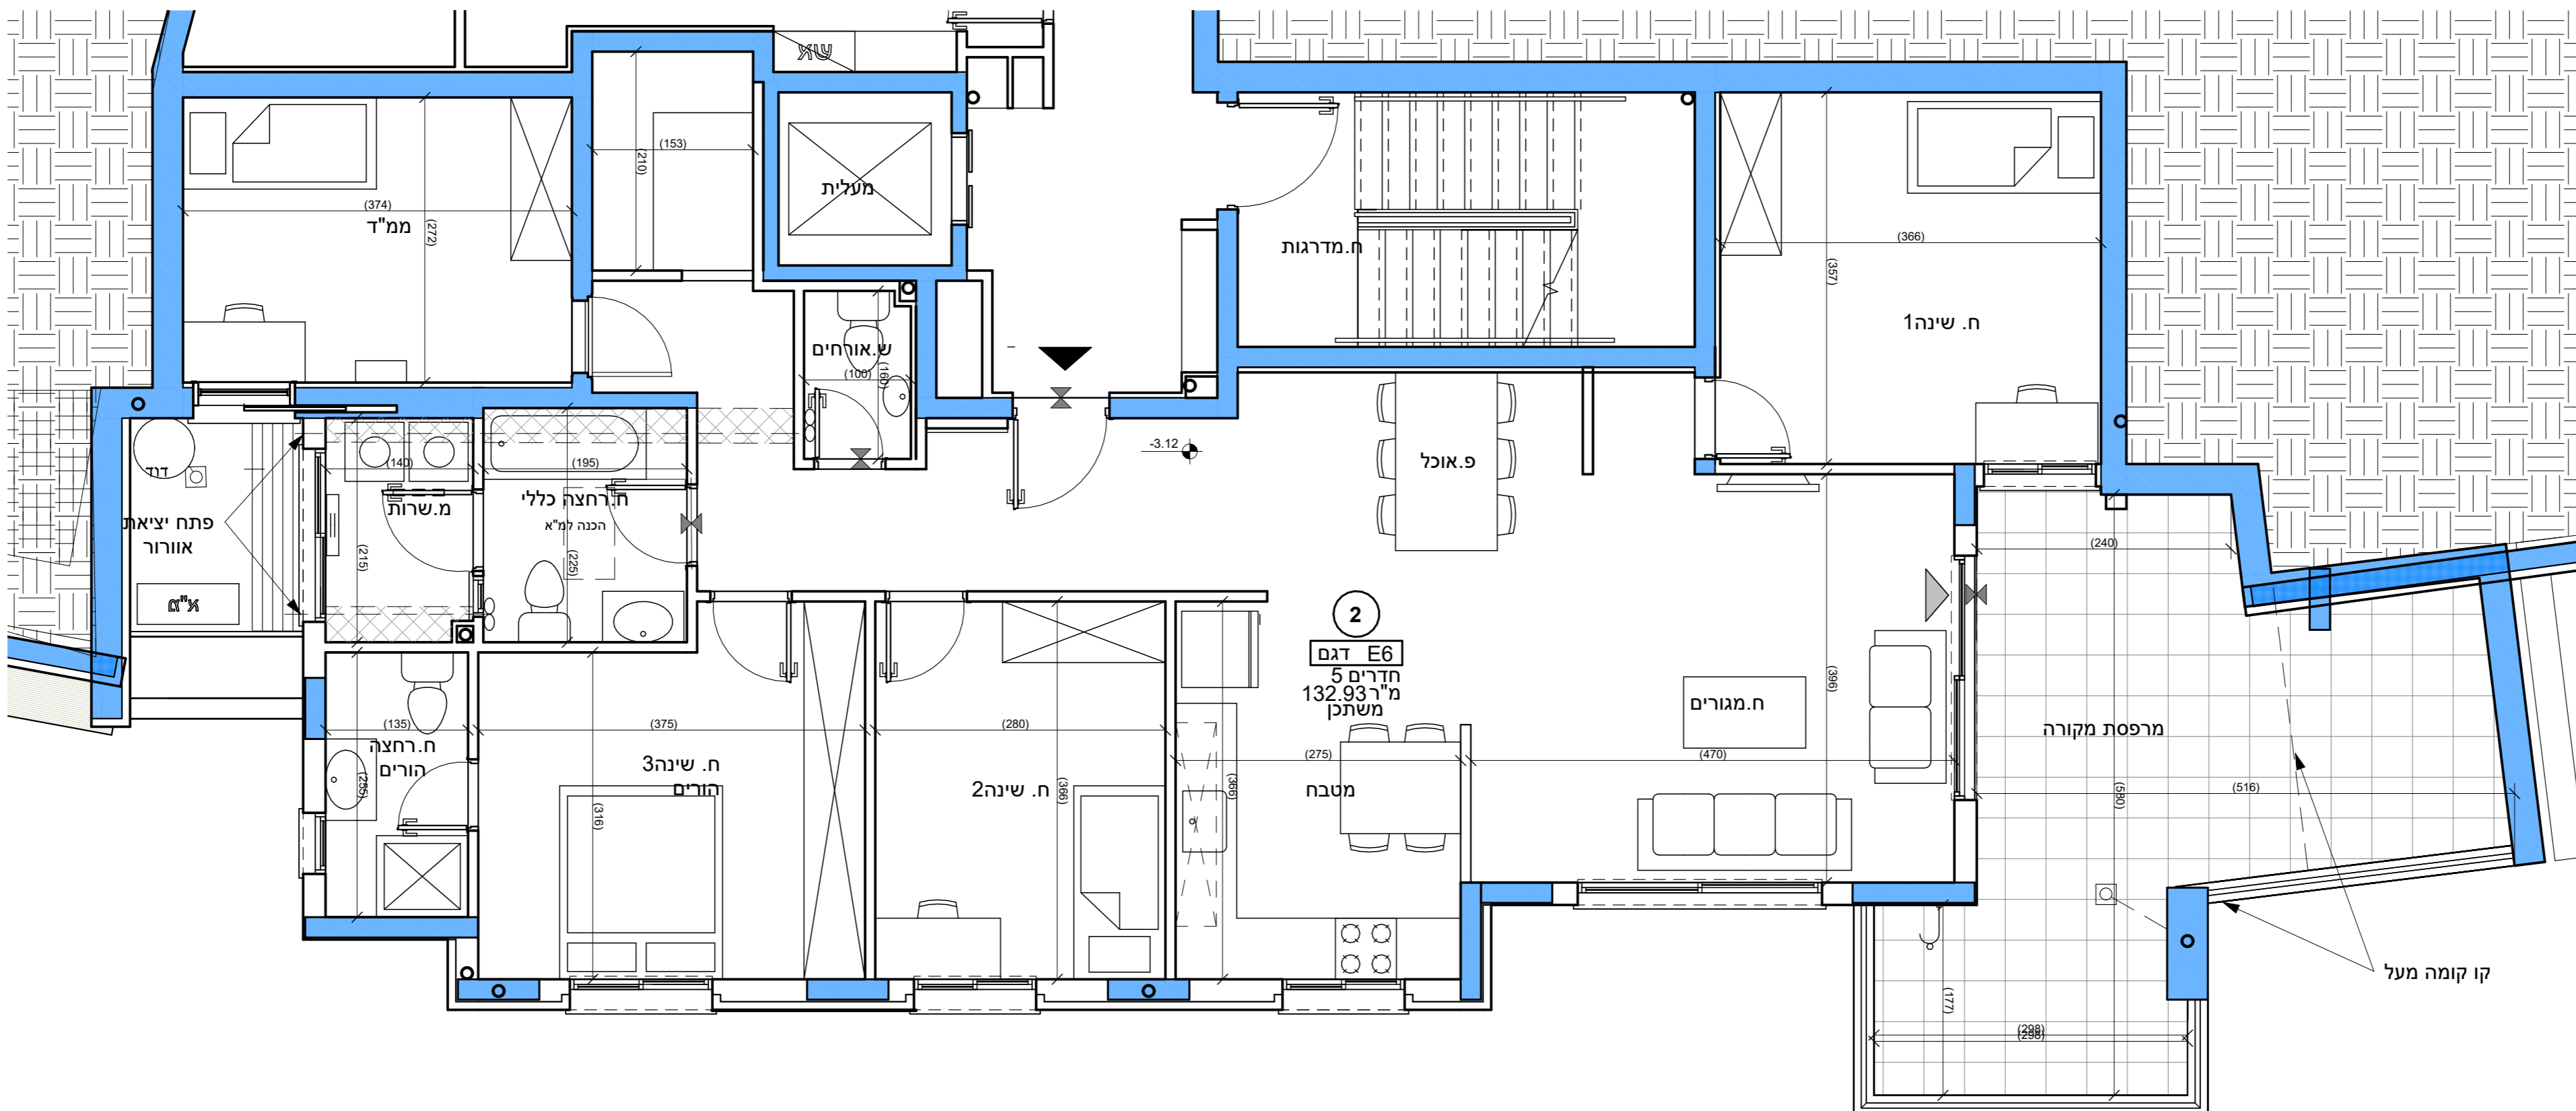 אש
(153)
(210)
מעלית
(374)
ממ"ד
(272)
ח.מדרגות
(366)
(357)
ח. שינה1
ש.אורחים
(100)
(160)
-3.12
פ.אוכל
דוד
(140)
(195)
ח.רחצה כללי
הכנה למ"א
מ.שרות
פתח יציאת
אוורור
(215)
(225)
א"ג
(240)
2
דגם E6
5 חדרים
132.93 מ"ר
משתכן
(396)
ח.מגורים
מרפסת מקורה
(135)
(375)
(280)
(275)
(470)
ח.רחצה
הורים
(255)
ח. שינה3
הורים
(316)
ח. שינה2
(366)
(366)
מטבח
(580)
(516)
קו קומה מעל
(177)
(298)
(298)